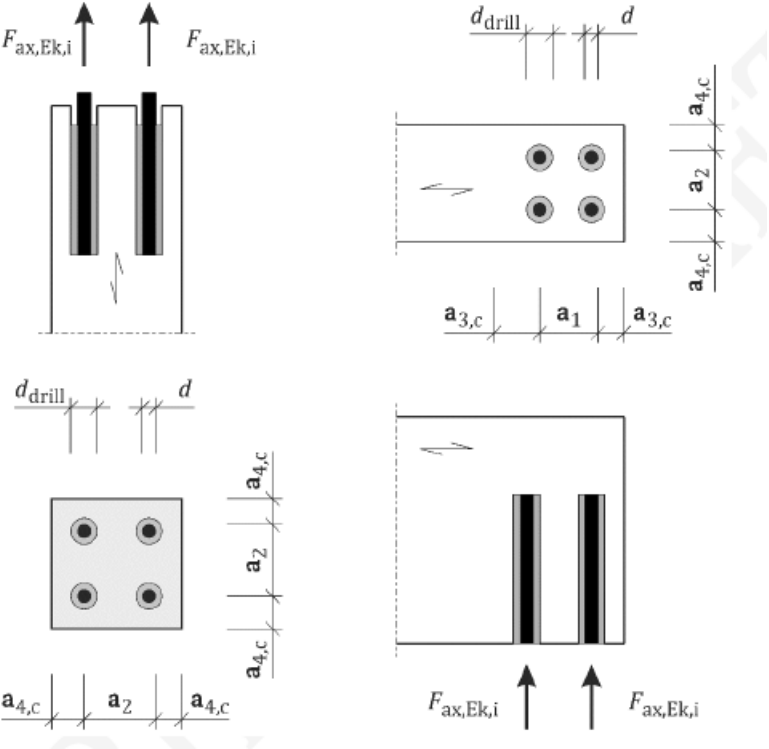 F_ax,Ek,i F_ax,Ek,i
d_drill d
a_4,c
a_2
a_4,c
a_3,c a_1 a_3,c
d_drill d
a_4,c
a_2
a_4,c
a_4,c a_2 a_4,c
F_ax,Ek,i F_ax,Ek,i